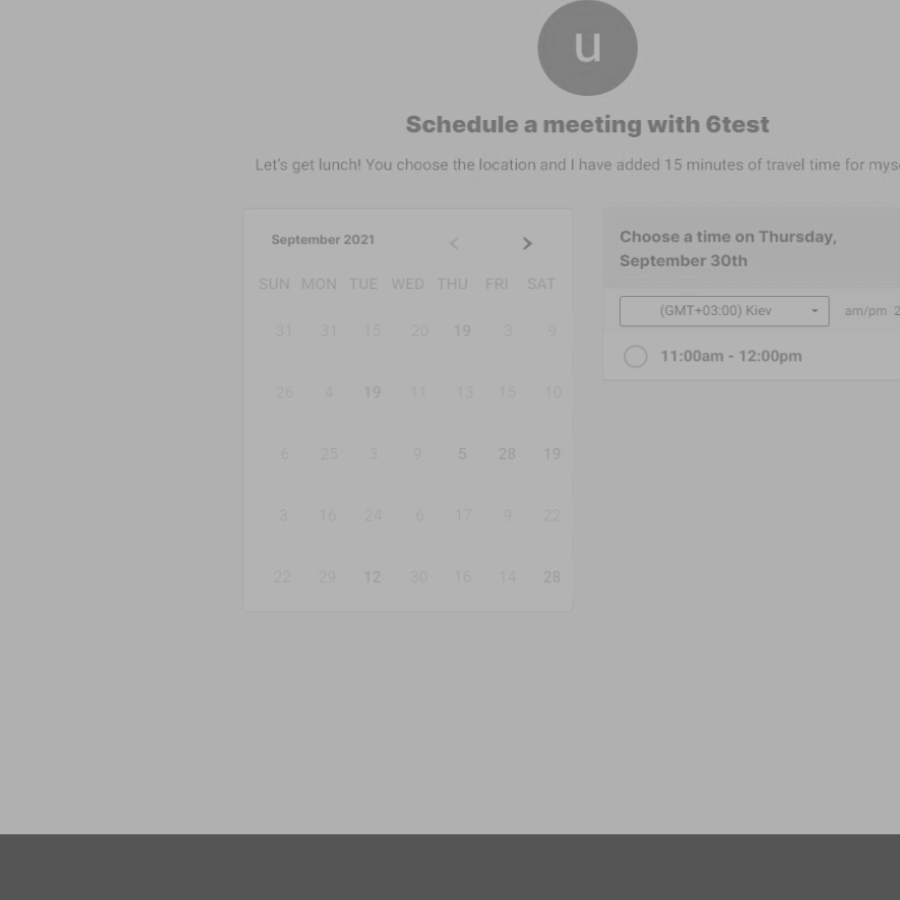 u
Schedule a meeting with 6test
Let's get lunch! You choose the location and I have added 15 minutes of travel time for mys
September 2021
SUN MON TUE WED THU FRI SAT
31 31 15 20 19 3 9
26 4 19 11 13 15 10
6 25 3 9 5 28 19
3 16 24 6 17 9 22
22 29 12 30 16 14 28
Choose a time on Thursday,
September 30th
(GMT+03:00) Kiev am/pm 2
11:00am - 12:00pm